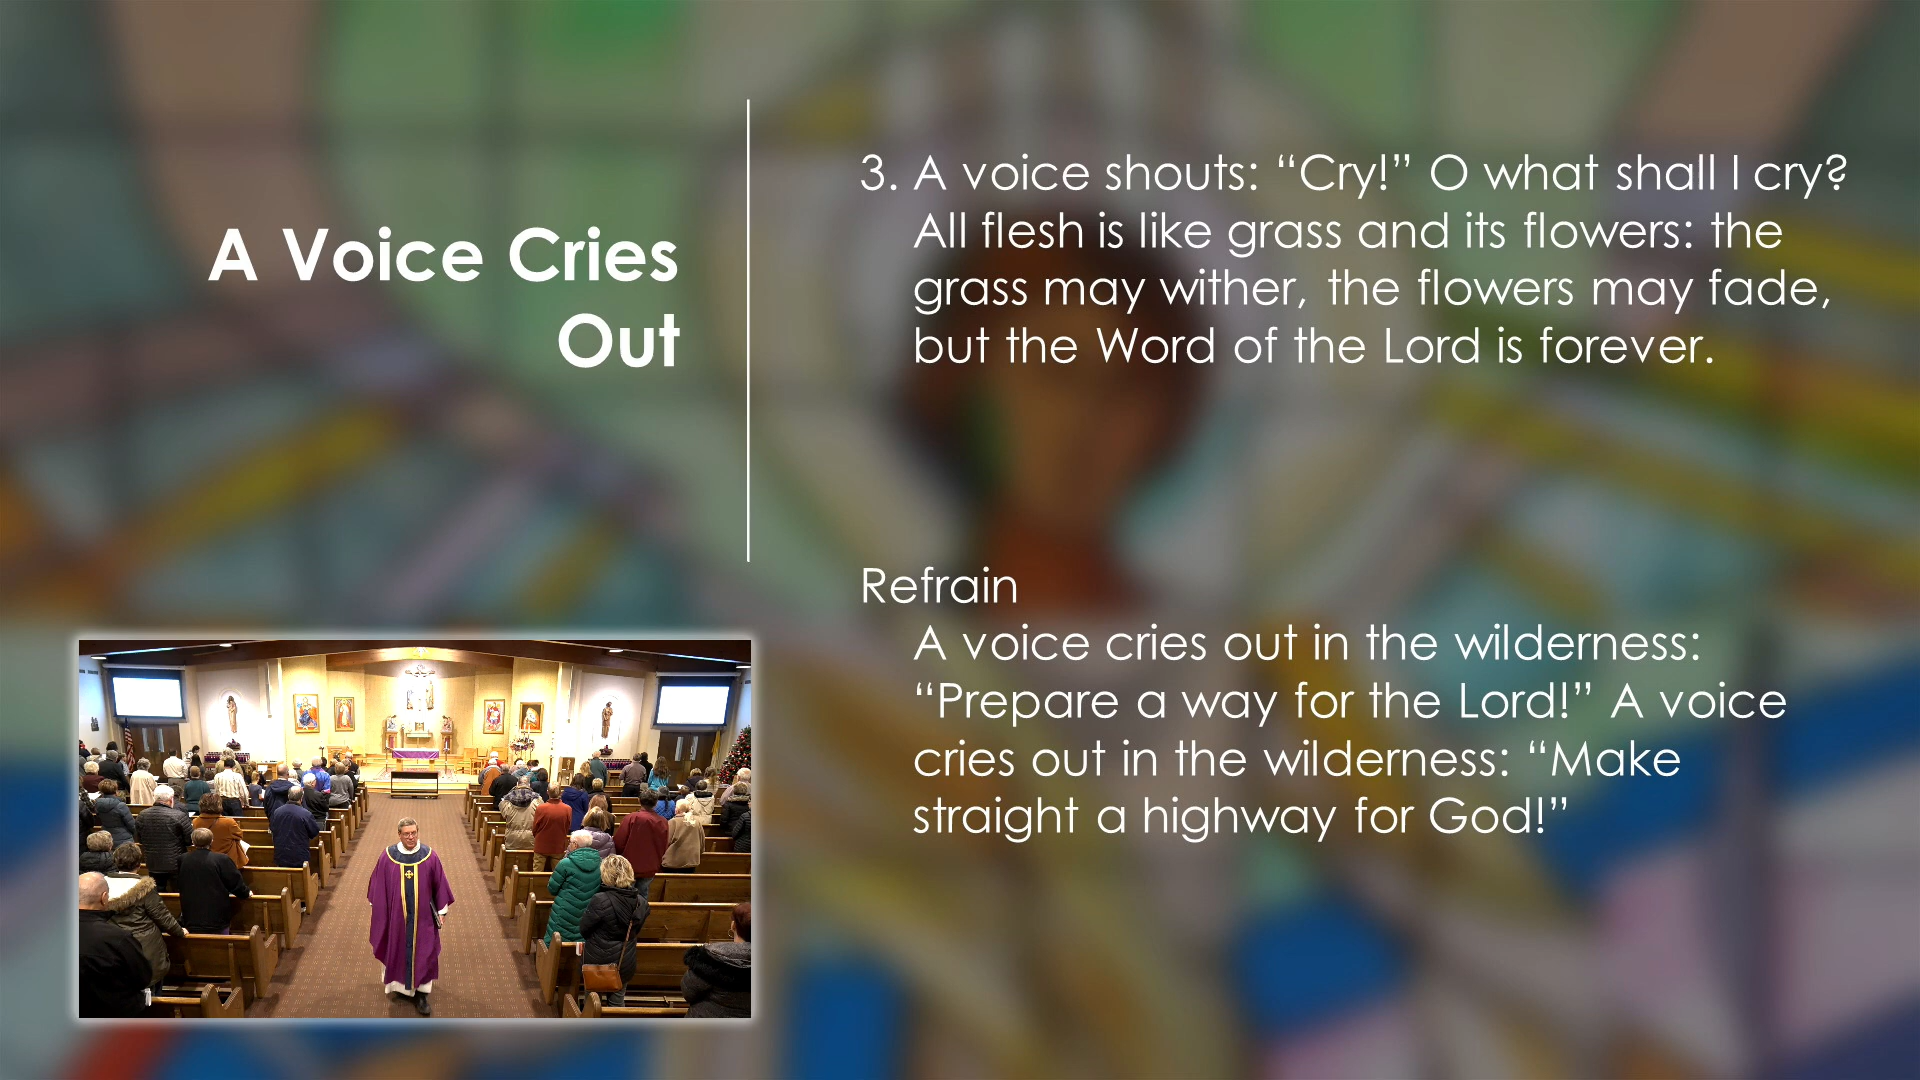 A Voice Cries
Out
3. A voice shouts: “Cry!” O what shall I cry?
All flesh is like grass and its flowers: the
grass may wither, the flowers may fade,
but the Word of the Lord is forever.
Refrain
A voice cries out in the wilderness:
“Prepare a way for the Lord!” A voice
cries out in the wilderness: “Make
straight a highway for God!”